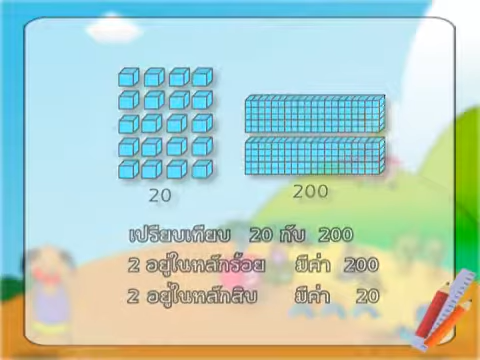 20
200
เปรียบเทียบ 20 กับ 200
2 อยู่ในหลักร้อย มีค่า 200
2 อยู่ในหลักสิบ มีค่า 20